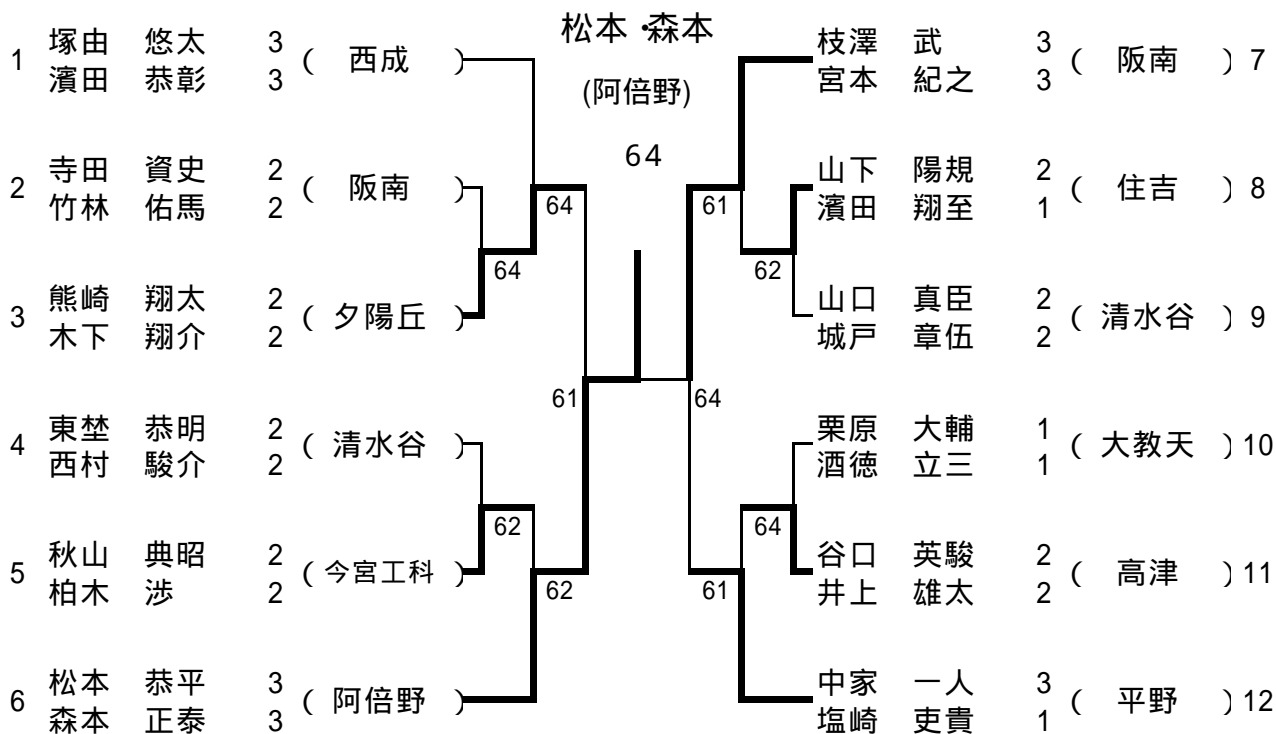 松本・森本
(阿倍野)
64
1 塚由 悠太 3 ( 西成 )
濱田 恭彰 3
2 寺田 資史 2 ( 阪南 )
竹林 佑馬 2
3 熊崎 翔太 2 ( 夕陽丘 )
木下 翔介 2
4 東埜 恭明 2 ( 清水谷 )
西村 駿介 2
5 秋山 典昭 2 ( 今宮工科 )
柏木 渉 2
6 松本 恭平 3 ( 阿倍野 )
森本 正泰 3
64
64
61
62
62
枝澤 武 3 ( 阪南 ) 7
宮本 紀之 3
山下 陽規 2 ( 住吉 ) 8
濱田 翔至 1
山口 真臣 2 ( 清水谷 ) 9
城戸 章伍 2
栗原 大輔 1 ( 大教天 ) 10
酒徳 立三 1
谷口 英駿 2 ( 高津 ) 11
井上 雄太 2
中家 一人 3 ( 平野 ) 12
塩崎 吏貴 1
61
62
64
64
61